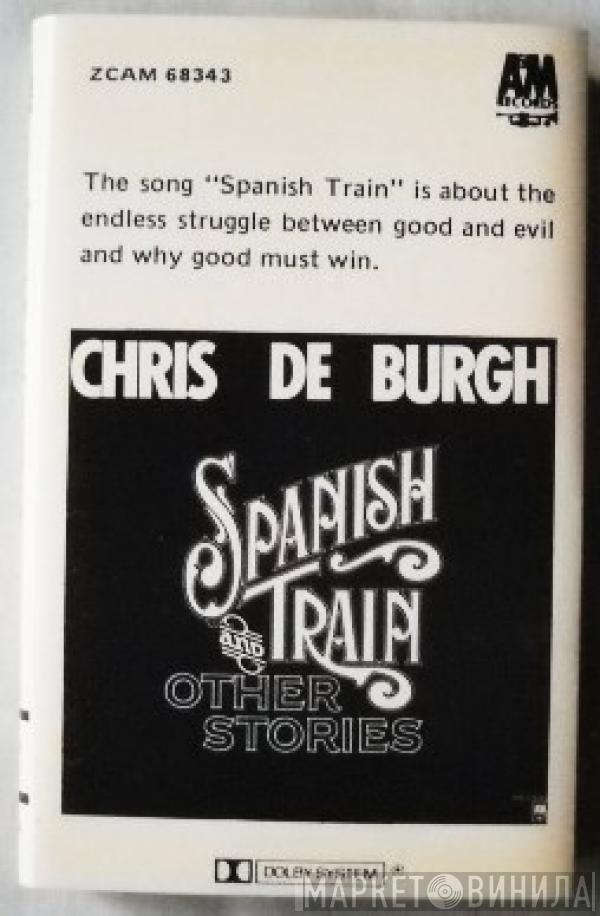 ZCAM 68343
A&M
RECORDS
The song "Spanish Train" is about the
endless struggle between good and evil
and why good must win.
CHRIS DE BURGH
SPANISH
TRAIN
AND
OTHER
STORIES
DOLBY SYSTEM ®
МАРКЕТ ВИНИЛА